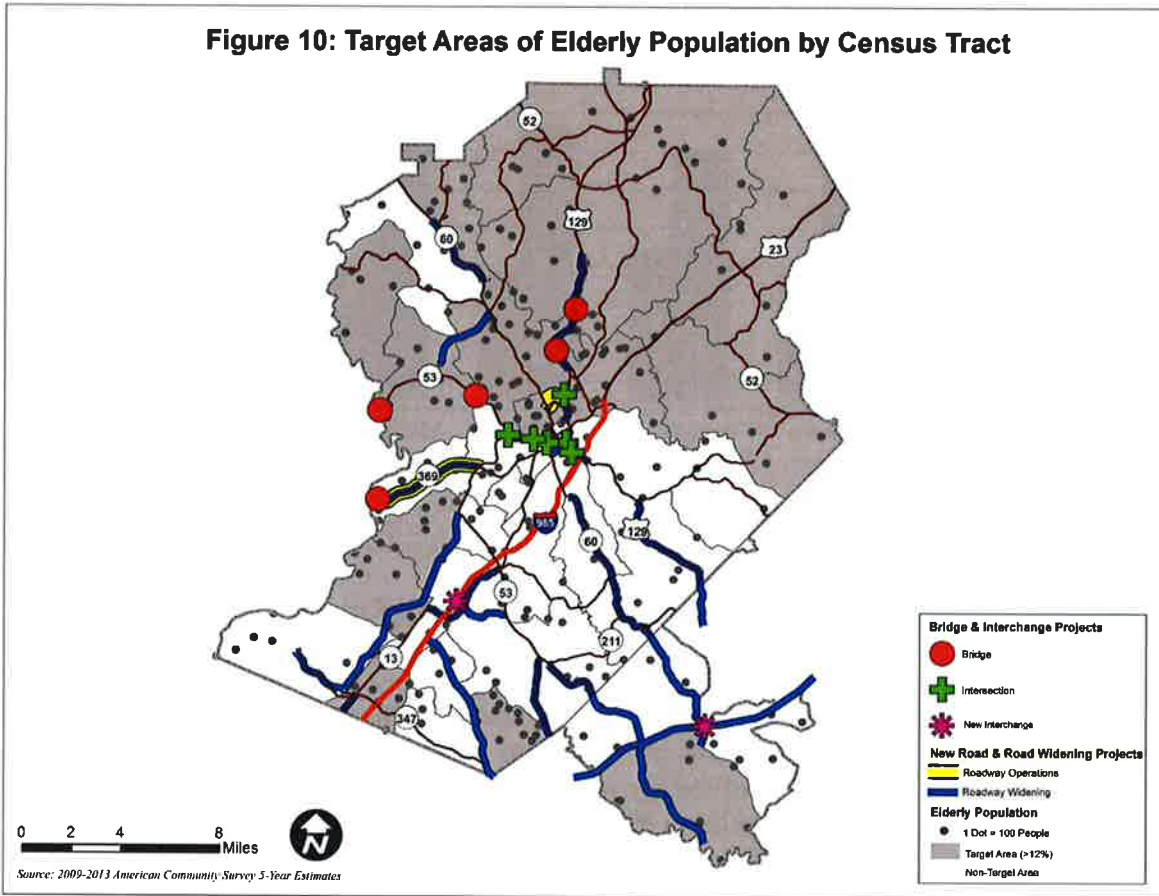 Figure 10: Target Areas of Elderly Population by Census Tract
52
129
60
23
53
52
369
985
60
129
53
211
13
347
Bridge & Interchange Projects
Bridge
Intersection
New Interchange
New Road & Road Widening Projects
Roadway Operations
Roadway Widening
Elderly Population
1 Dot = 100 People
Target Area (>12%)
Non-Target Area
0 2 4 8
Miles
N
Source: 2009-2013 American Community Survey 5-Year Estimates